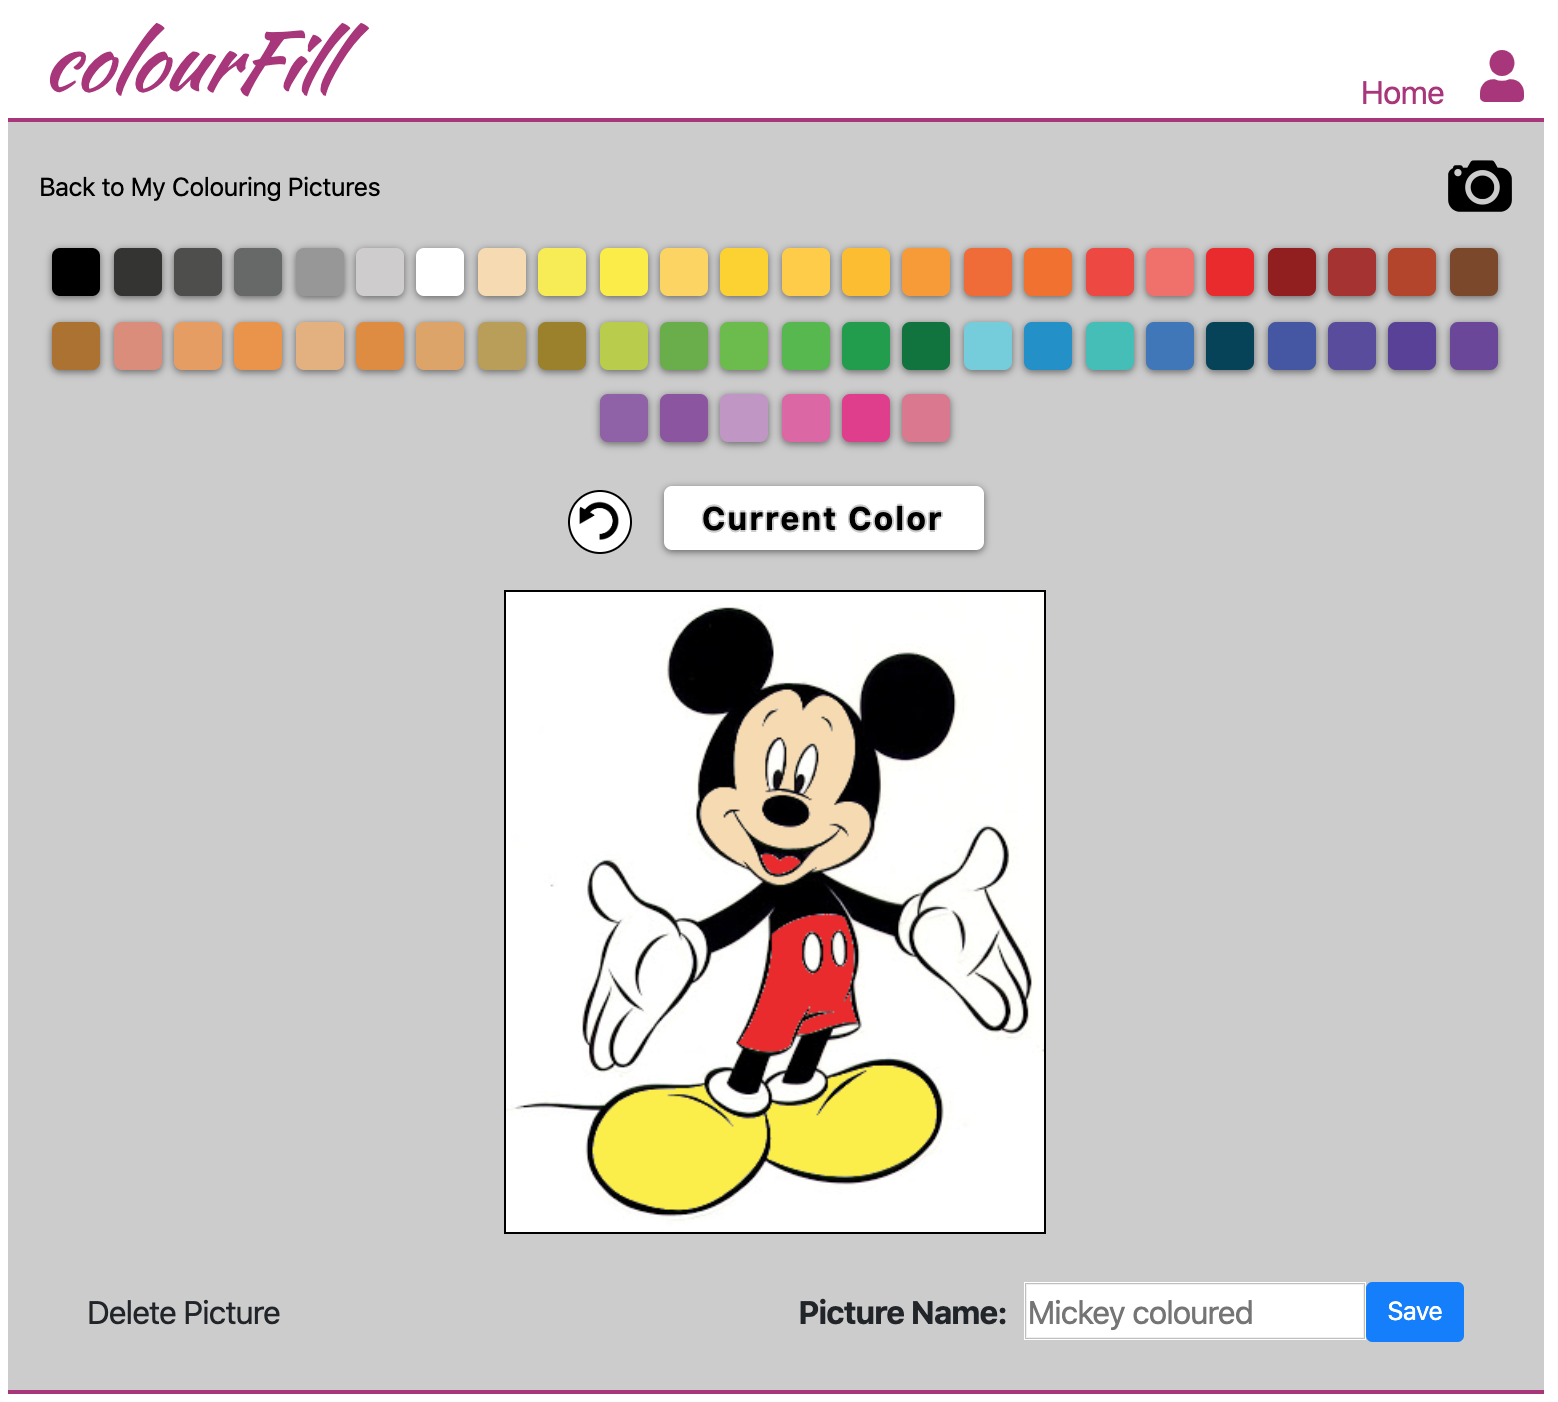 colourFill
Home
Back to My Colouring Pictures
Current Color
Delete Picture
Picture Name: Mickey coloured Save